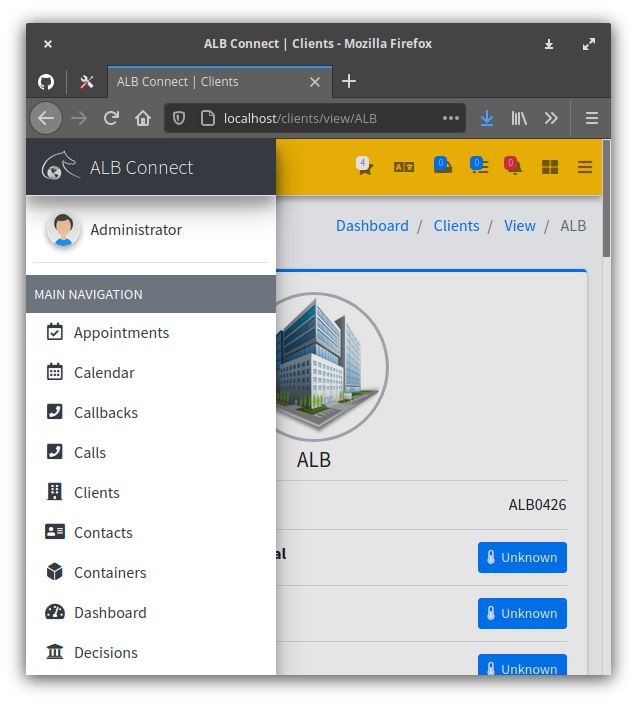 ALB Connect | Clients - Mozilla Firefox
ALB Connect | Clients
localhost/clients/view/ALB
ALB Connect
4
0
0
0
Administrator
Dashboard / Clients / View / ALB
MAIN NAVIGATION
Appointments
Calendar
Callbacks
Calls
Clients
ALB
ALB0426
Contacts
al
Containers
Unknown
Dashboard
Unknown
Decisions
Unknown